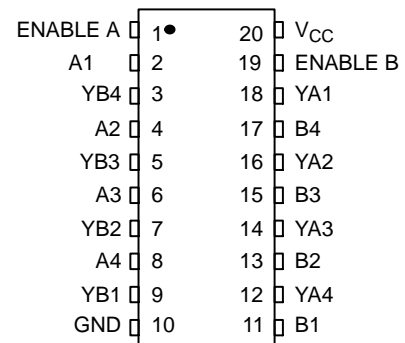 ENABLE A 1 20 VCC
A1 2 19 ENABLE B
YB4 3 18 YA1
A2 4 17 B4
YB3 5 16 YA2
A3 6 15 B3
YB2 7 14 YA3
A4 8 13 B2
YB1 9 12 YA4
GND 10 11 B1